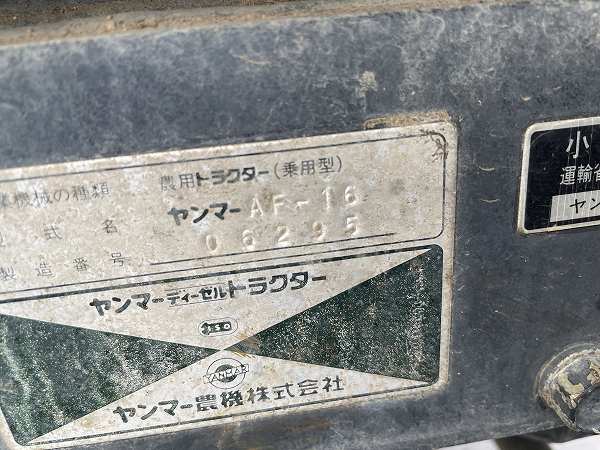 業機械の種類 農用トラクター(乗用型)
型式名 ヤンマー AF-16
製造番号 06295
ヤンマーディーゼルトラクター
YANMAR
ヤンマー農機株式会社
小
運輸省
ヤン